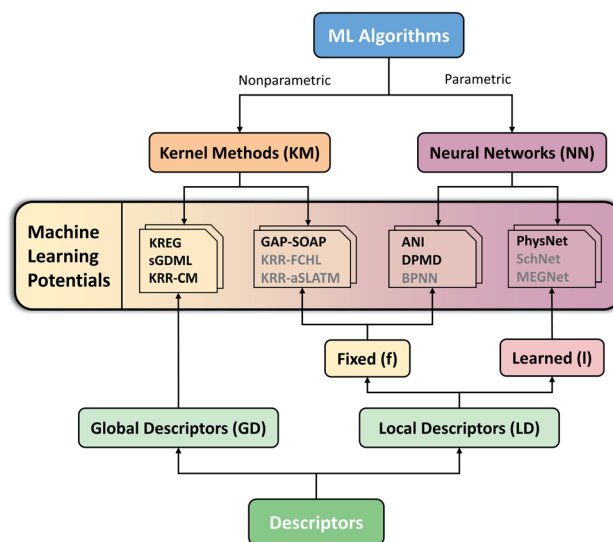 ML Algorithms
Nonparametric
Parametric
Kernel Methods (KM)
Neural Networks (NN)
Machine
Learning
Potentials
KREG
sGDML
KRR-CM
GAP-SOAP
KRR-FCHL
KRR-aSLATM
ANI
DPMD
BPNN
PhysNet
SchNet
MEGNet
Fixed (f)
Learned (l)
Global Descriptors (GD)
Local Descriptors (LD)
Descriptors